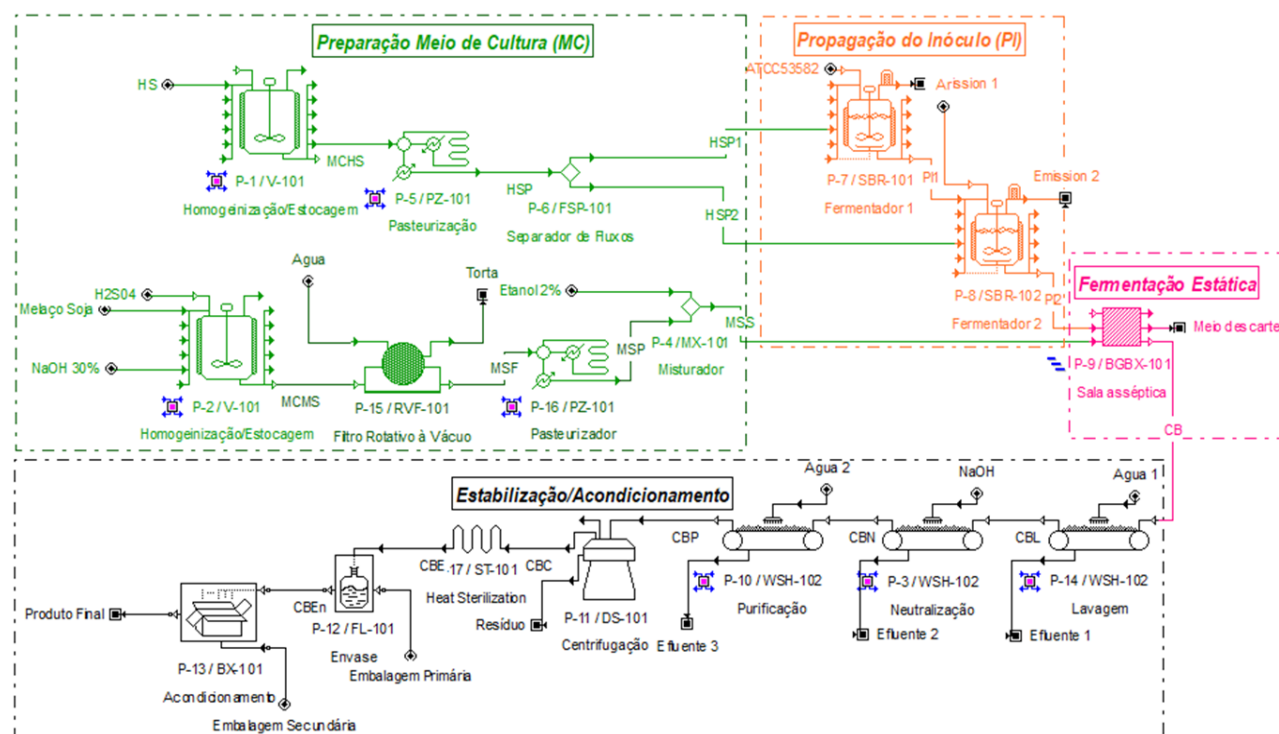 Preparação Meio de Cultura (MC)
HS
MCHS
P-1 / V-101
Homogeinização/Estocagem
P-5 / PZ-101
Pasteurização
HSP
P-6 / FSP-101
Separador de Fluxos
HSP1
HSP2
H2S04
Melaço Soja
NaOH 30%
P-2 / V-101
Homogeinização/Estocagem
MCMS
Agua
Torta
P-15 / RVF-101
Filtro Rotativo à Vácuo
MSF
P-16 / PZ-101
Pasteurizador
MSP
Etanol 2%
P-4 / MX-101
Misturador
MSS
Propagação do Inóculo (PI)
ATCC53582
Arission 1
P-7 / SBR-101
Fermentador 1
PI1
Emission 2
P-8 / SBR-102
Fermentador 2
PI2
Fermentação Estática
Meio descarte
P-9 / BGBX-101
Sala asséptica
CB
Estabilização/Acondicionamento
Agua 2
NaOH
Agua 1
CBP
CBN
CBL
P-10 / WSH-102
Purificação
P-3 / WSH-102
Neutralização
P-14 / WSH-102
Lavagem
Efluente 3
Efluente 2
Efluente 1
CBE
-17 / ST-101
CBC
Heat Sterilization
P-11 / DS-101
Centrifugação
Resíduo
CBEn
P-12 / FL-101
Envase
Embalagem Primária
Produto Final
P-13 / BX-101
Acondicionamento
Embalagem Secundária